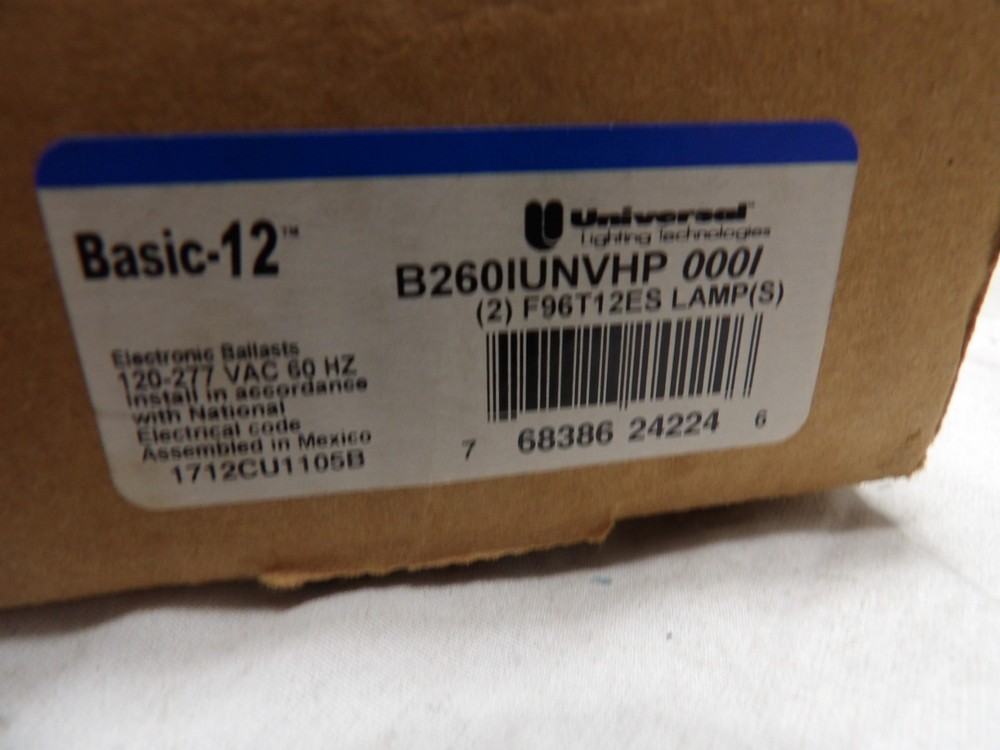 Basic-12™
Universal™
Lighting Technologies
B260IUNVHP 000I
(2) F96T12ES LAMP(S)
Electronic Ballasts
120-277 VAC 60 HZ
Install in accordance
with National
Electrical code
Assembled in Mexico
1712CU1105B
7 68386 24224 6